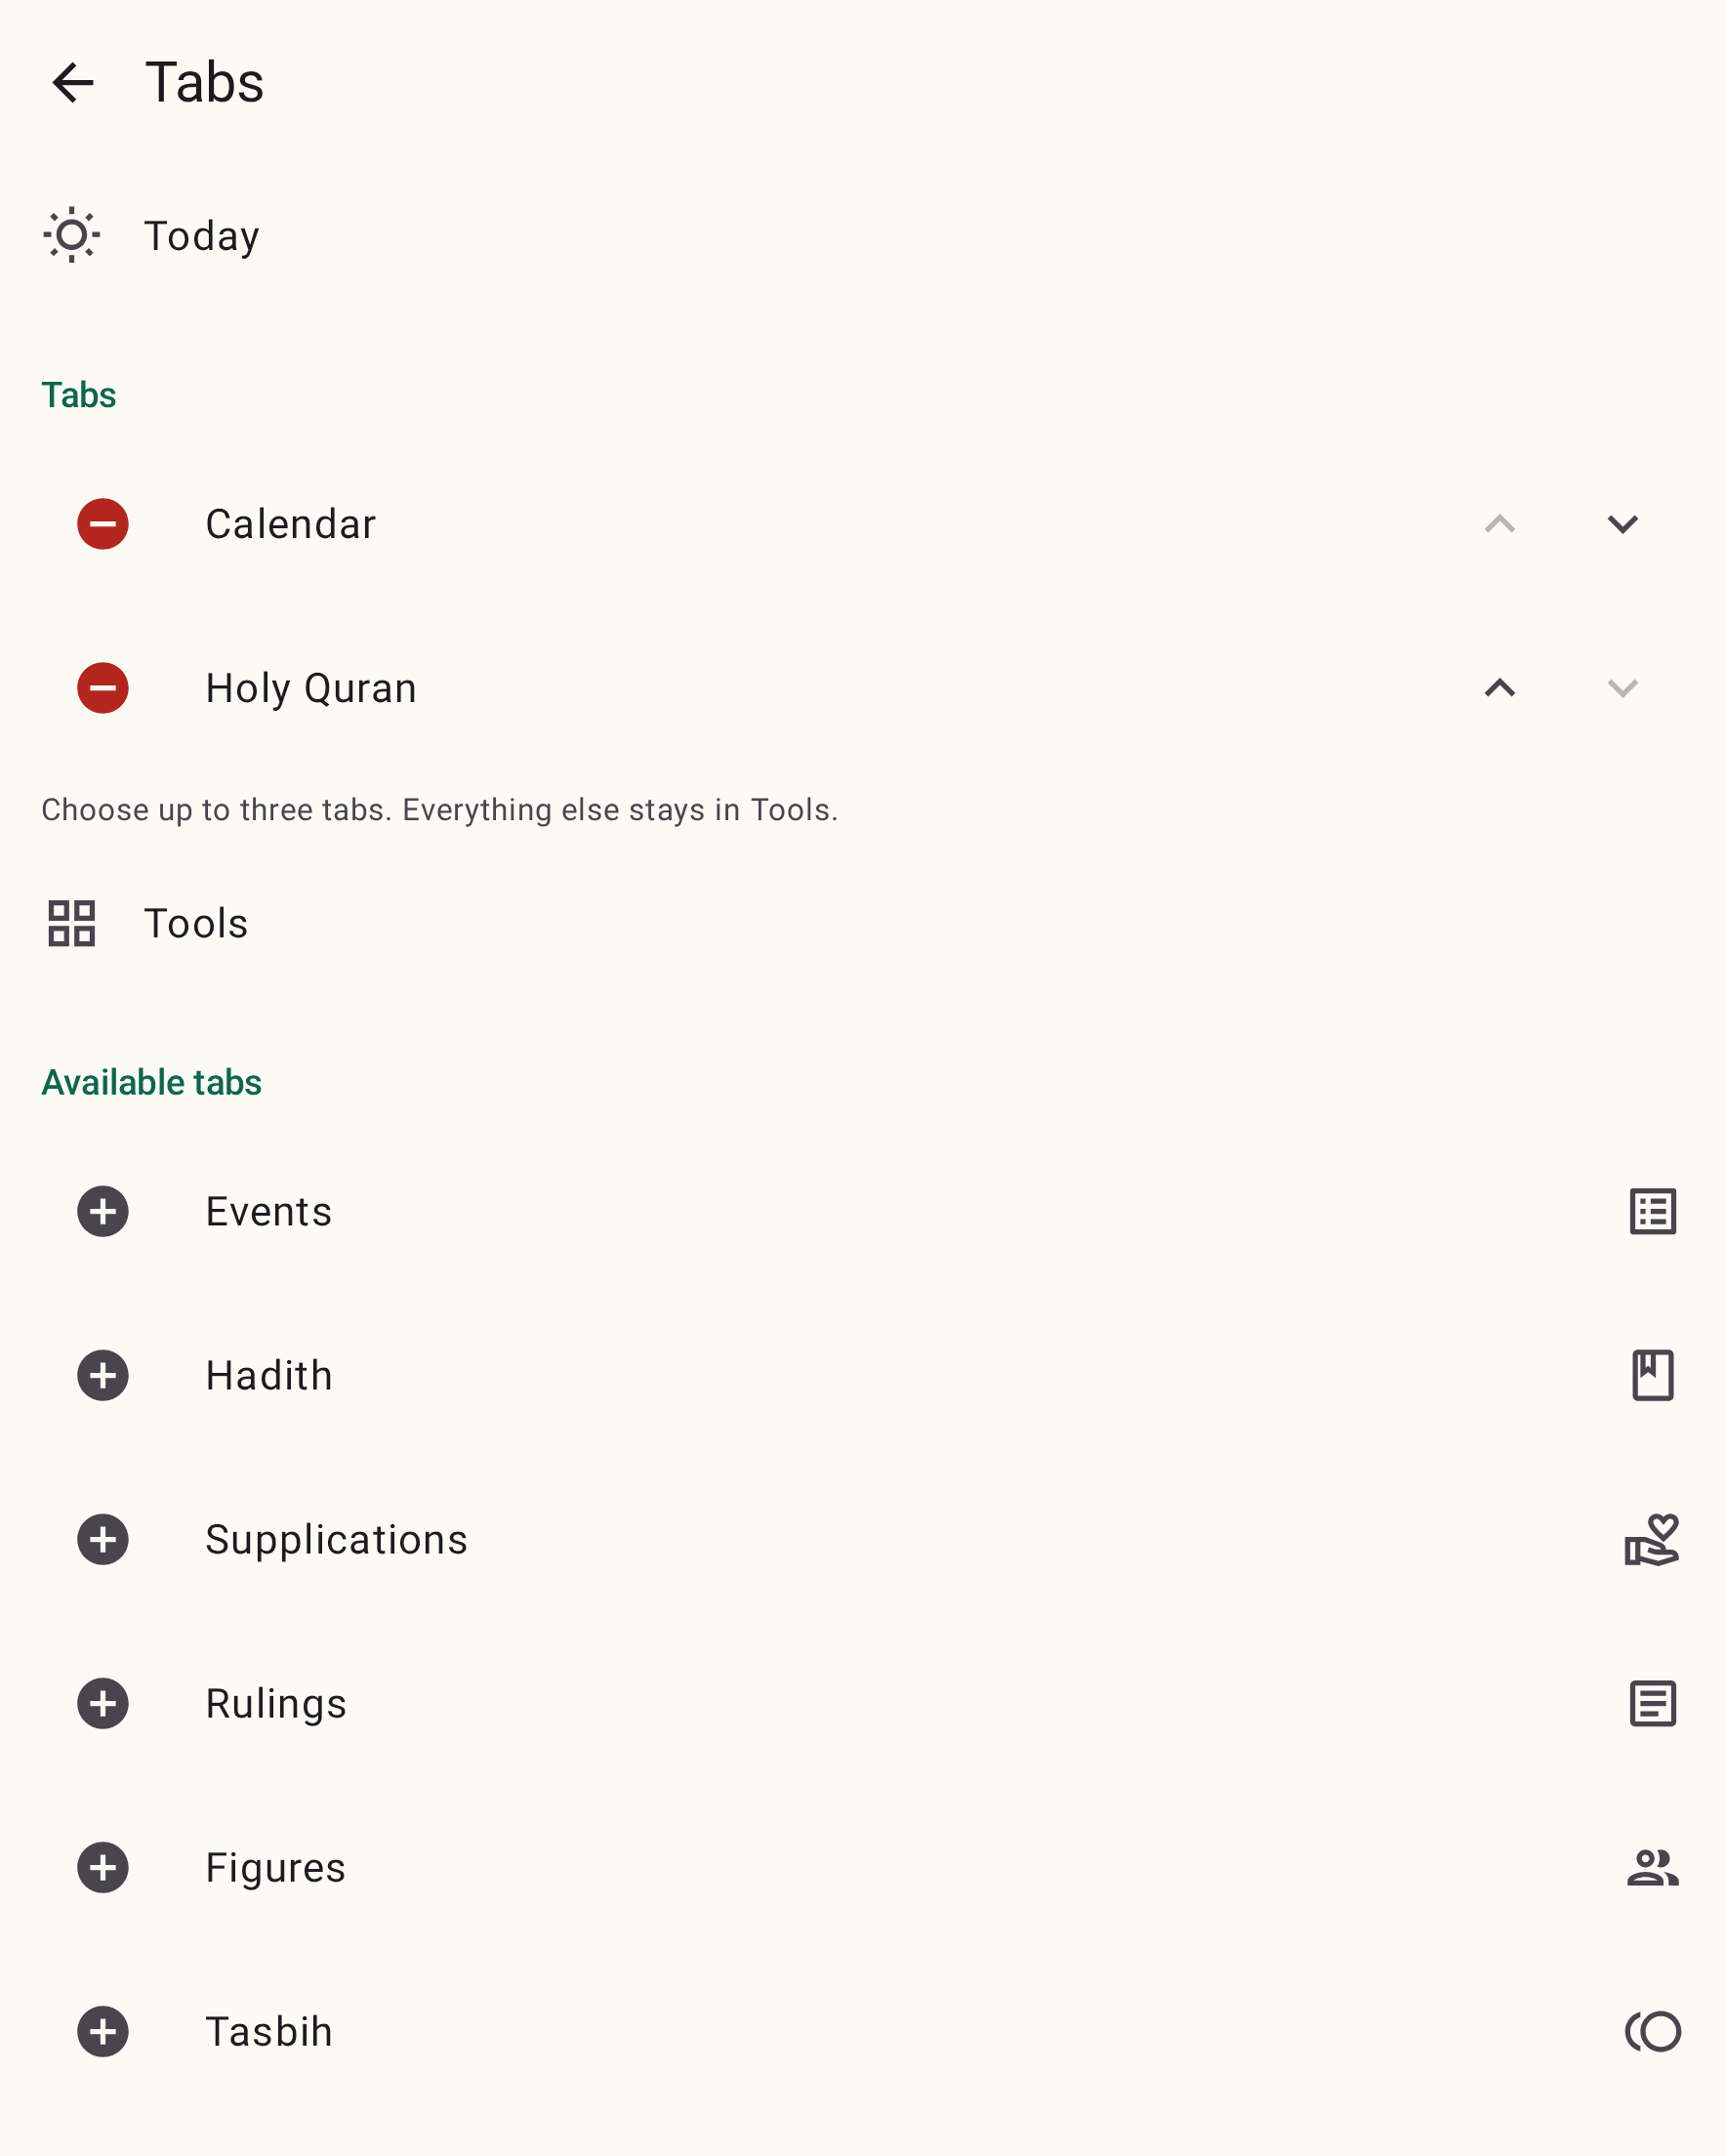 Tabs
Today
Tabs
Calendar
Holy Quran
Choose up to three tabs. Everything else stays in Tools.
Tools
Available tabs
Events
Hadith
Supplications
Rulings
Figures
Tasbih